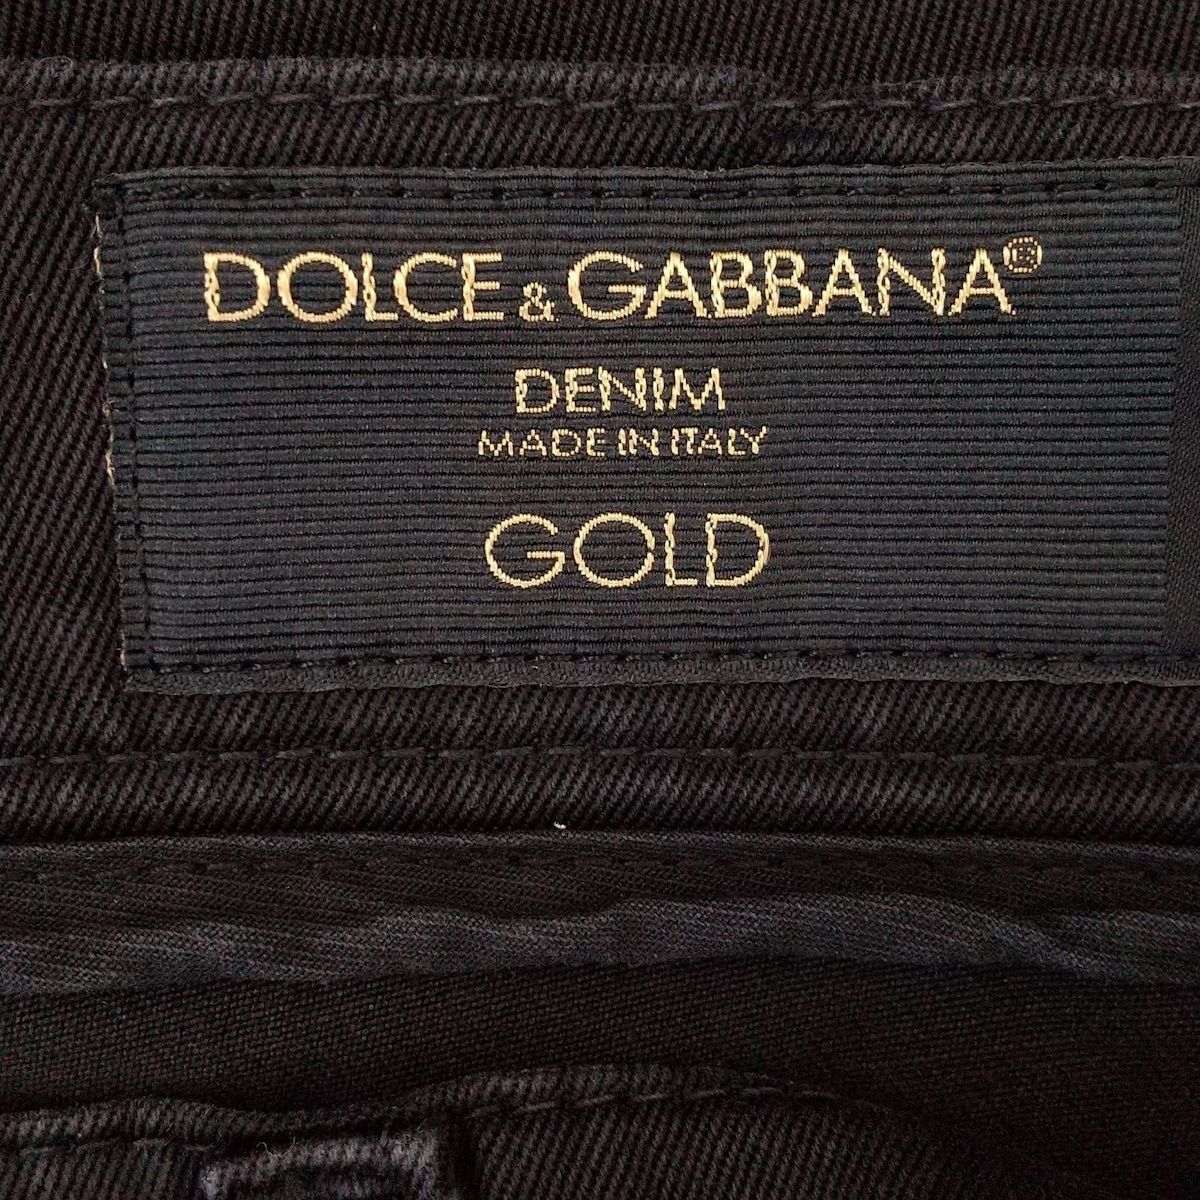 DOLCE & GABBANA®
DENIM
MADE IN ITALY
GOLD